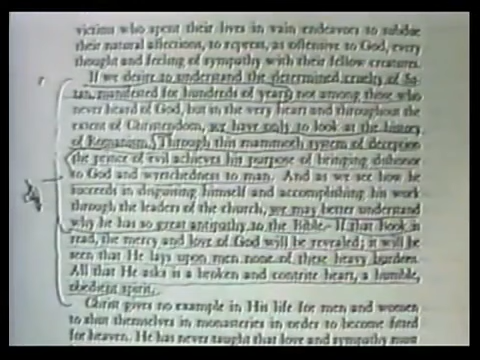 victims who spent their lives in vain endeavors to subdue
their natural affections, to repress, as offensive to God, every
thought and feeling of sympathy with their fellow creatures.
If we desire to understand the determined cruelty of Sa-
tan, manifested for hundreds of years, not among those who
never heard of God, but in the very heart and throughout the
extent of Christendom, we have only to look at the history
of Romanism. Through this mammoth system of deception
the prince of evil achieves his purpose of bringing dishonor
to God and wretchedness to man. And as we see how he
succeeds in disguising himself and accomplishing his work
through the leaders of the church, we may better understand
why he has so great antipathy to the Bible. If that Book is
read, the mercy and love of God will be revealed; it will be
seen that He lays upon men none of these heavy burdens.
All that He asks is a broken and contrite heart, a humble,
obedient spirit.
Christ gives no example in His life for men and women
to shut themselves in monasteries in order to become fitted
for heaven. He has never taught that love and sympathy must